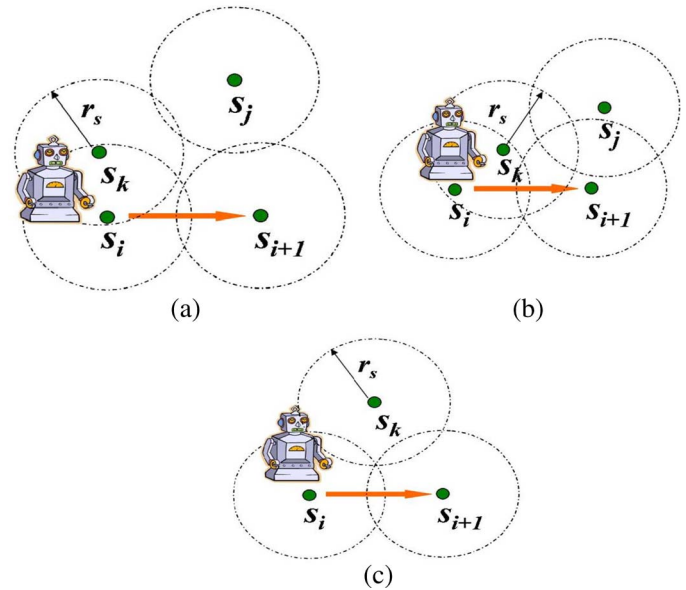 s_j
r_s
s_k
s_i
s_{i+1}
(a)
r_s
s_j
s_k
s_i
s_{i+1}
(b)
r_s
s_k
s_i
s_{i+1}
(c)